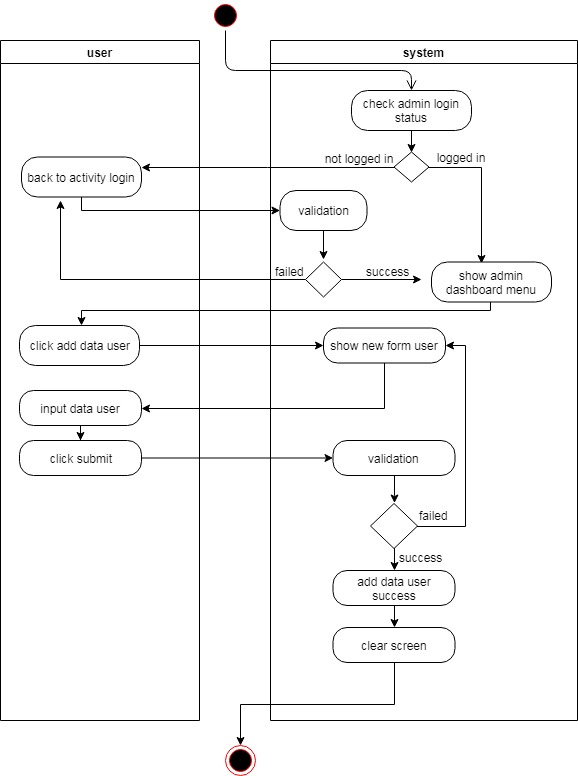 user
system
check admin login
status
not logged in
logged in
back to activity login
validation
failed
success
show admin
dashboard menu
click add data user
show new form user
input data user
click submit
validation
failed
success
add data user
success
clear screen